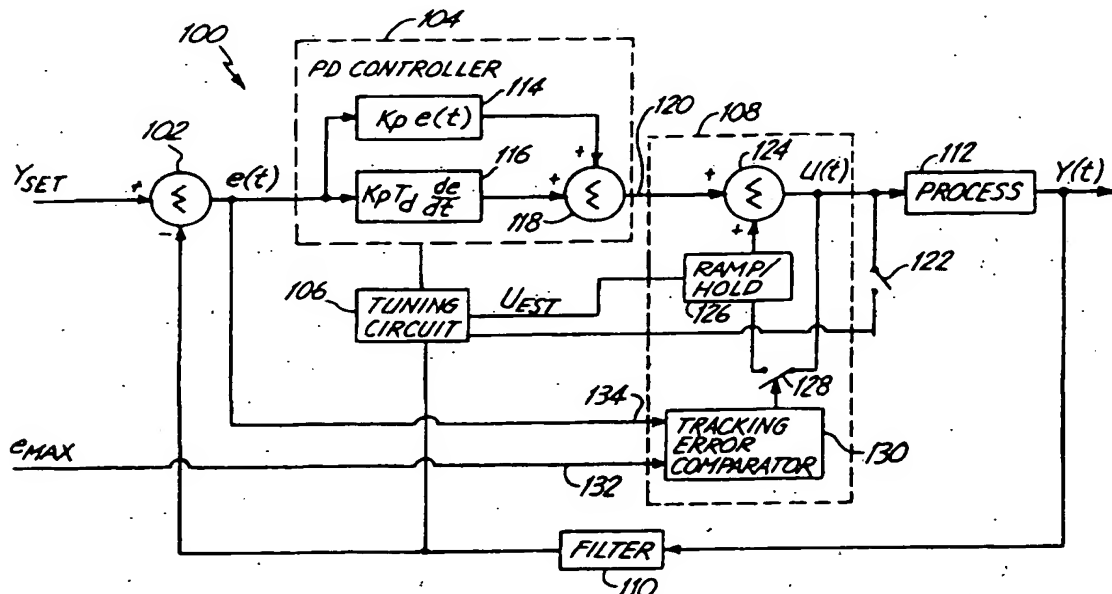 100
104
PD CONTROLLER
114
Kp e(t)
102
YSET
+
Σ
-
e(t)
116
KpTd de/dt
+
+
Σ
118
120
108
124
+
Σ
+
U(t)
112
PROCESS
Y(t)
106
TUNING CIRCUIT
UEST
RAMP/
HOLD
126
122
128
134
TRACKING
ERROR
COMPARATOR
130
eMAX
132
FILTER
110